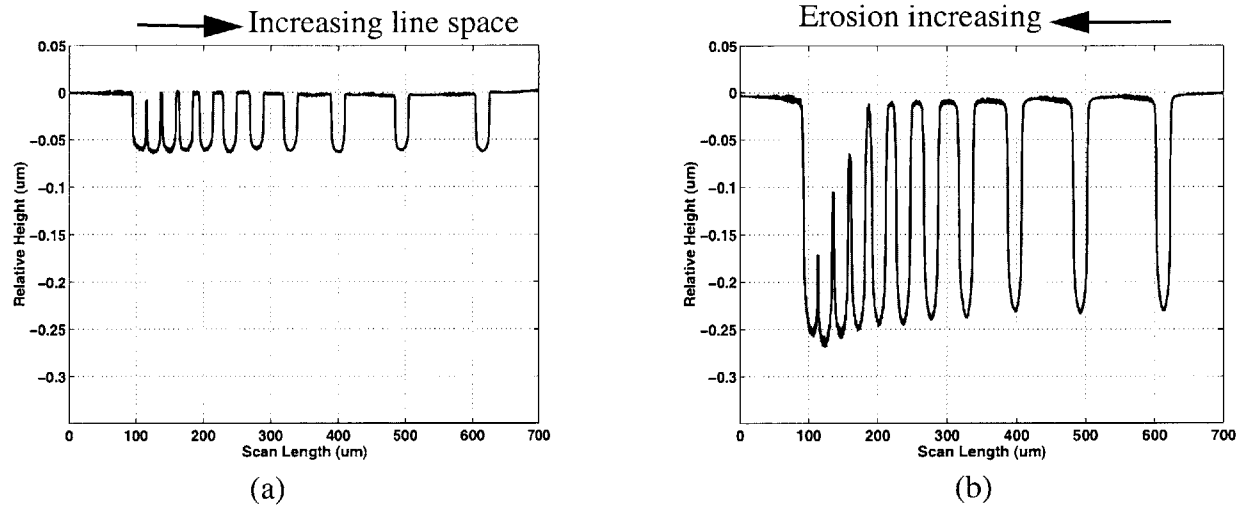 Increasing line space
0.05
0
−0.05
−0.1
−0.15
−0.2
−0.25
−0.3
Relative Height (um)
0 100 200 300 400 500 600 700
Scan Length (um)
(a)
Erosion increasing
0.05
0
−0.05
−0.1
−0.15
−0.2
−0.25
−0.3
Relative Height (um)
0 100 200 300 400 500 600 700
Scan Length (um)
(b)